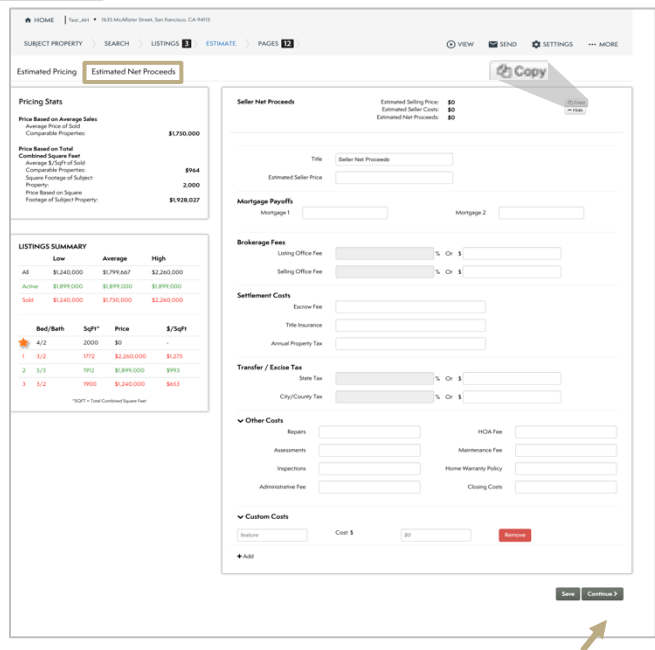 HOME Test_AH • 1633 McAllister Street, San Francisco, CA 94115
SUBJECT PROPERTY SEARCH LISTINGS 3 ESTIMATE PAGES 12 VIEW SEND SETTINGS ••• MORE
Estimated Pricing Estimated Net Proceeds
Copy
Pricing Stats
Price Based on Average Sales
Average Price of Sold
Comparable Properties: $1,750,000
Price Based on Total
Combined Square Feet
Average $/Sqft of Sold
Comparable Properties: $964
Square Footage of Subject
Property: 2,000
Price Based on Square
Footage of Subject Property: $1,928,027
LISTINGS SUMMARY
Low Average High
All $1,240,000 $1,799,667 $2,260,000
Active $1,899,000 $1,899,000 $1,899,000
Sold $1,240,000 $1,750,000 $2,260,000
Bed/Bath SqFt* Price $/SqFt
4/2 2000 $0 -
1 3/2 1772 $2,260,000 $1,275
2 5/3 1912 $1,899,000 $993
3 3/2 1900 $1,240,000 $653
*SQFT = Total Combined Square Feet
Seller Net Proceeds
Estimated Selling Price: $0
Estimated Seller Costs: $0
Estimated Net Proceeds: $0
Copy
Hide
Title Seller Net Proceeds
Estimated Seller Price
Mortgage Payoffs
Mortgage 1 Mortgage 2
Brokerage Fees
Listing Office Fee % Or $
Selling Office Fee % Or $
Settlement Costs
Escrow Fee
Title Insurance
Annual Property Tax
Transfer / Excise Tax
State Tax % Or $
City/County Tax % Or $
Other Costs
Repairs HOA Fee
Assessments Maintenance Fee
Inspections Home Warranty Policy
Administrative Fee Closing Costs
Custom Costs
feature Cost: $ $0 Remove
+ Add
Save Continue >